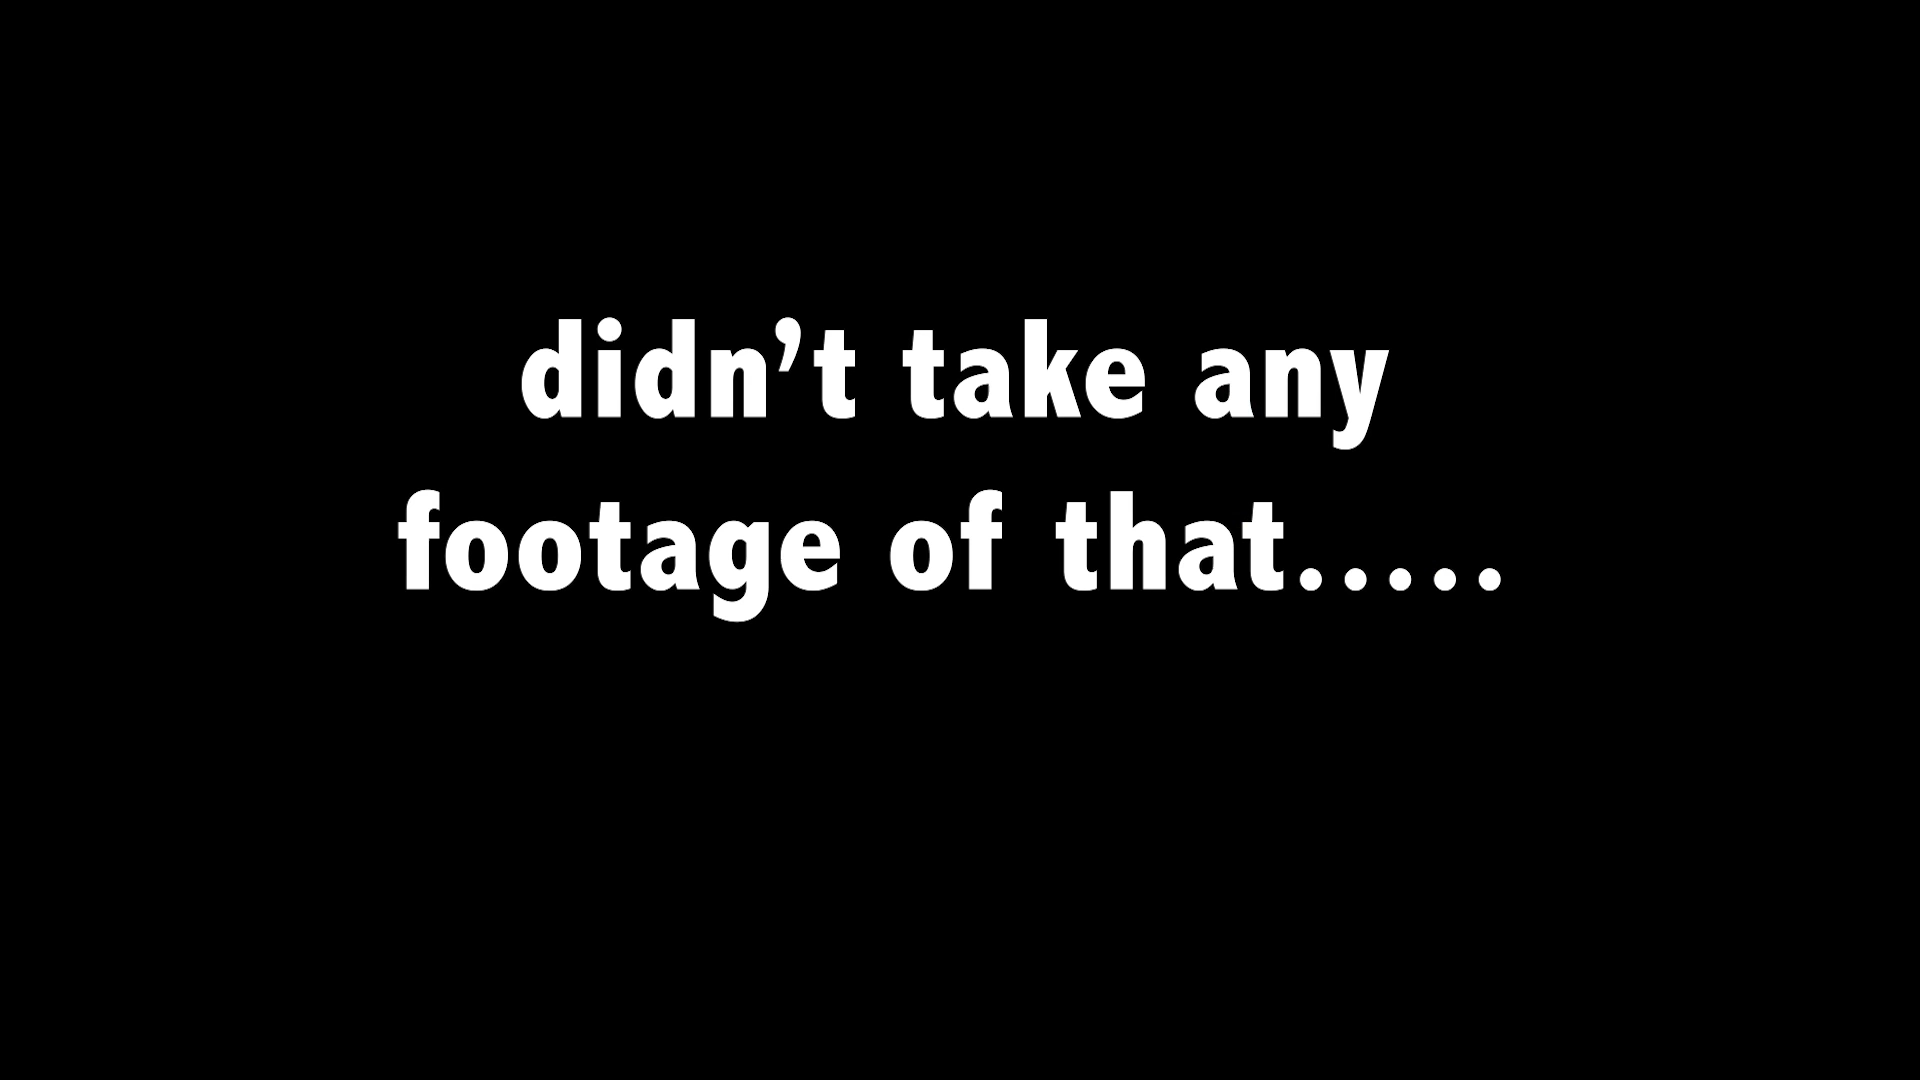 didn’t take any
footage of that.....